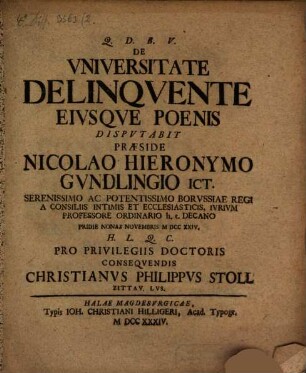 Q. D. B. V.
DE
VNIVERSITATE
DELINQVENTE
EIVSQVE POENIS
DISPVTABIT
PRÆSIDE
NICOLAO HIERONYMO
GVNDLINGIO ICT.
SERENISSIMO AC POTENTISSIMO BORVSSIAE REGI
A CONSILIIS INTIMIS ET ECCLESIASTICIS, IVRIVM
PROFESSORE ORDINARIO h. t. DECANO
PRIDIE NONAS NOVEMBRIS M DCC XXIV.
H. L. Q. C.
PRO PRIVILEGIIS DOCTORIS
CONSEQVENDIS
CHRISTIANVS PHILIPPVS STOLL
ZITTAV. LVS.
HALAE MAGDEBVRGICAE,
Typis IOH. CHRISTIANI HILLIGERI, Acad. Typogr.
M DCC XXXIV.